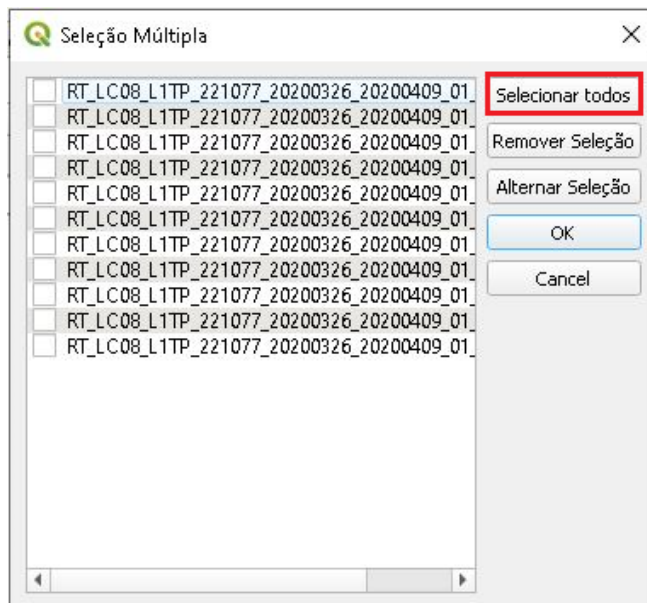 Seleção Múltipla
RT_LC08_L1TP_221077_20200326_20200409_01_
RT_LC08_L1TP_221077_20200326_20200409_01_
RT_LC08_L1TP_221077_20200326_20200409_01_
RT_LC08_L1TP_221077_20200326_20200409_01_
RT_LC08_L1TP_221077_20200326_20200409_01_
RT_LC08_L1TP_221077_20200326_20200409_01_
RT_LC08_L1TP_221077_20200326_20200409_01_
RT_LC08_L1TP_221077_20200326_20200409_01_
RT_LC08_L1TP_221077_20200326_20200409_01_
RT_LC08_L1TP_221077_20200326_20200409_01_
RT_LC08_L1TP_221077_20200326_20200409_01_
Selecionar todos
Remover Seleção
Alternar Seleção
OK
Cancel